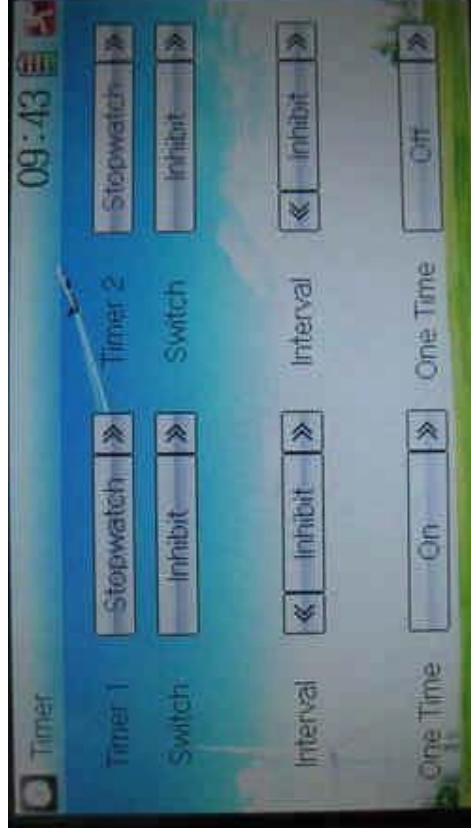 Timer 09:43
Timer 1 Stopwatch » Timer 2 Stopwatch »
Switch Inhibit » Switch Inhibit »
Interval « Inhibit » Interval « Inhibit »
One Time On » One Time Off »